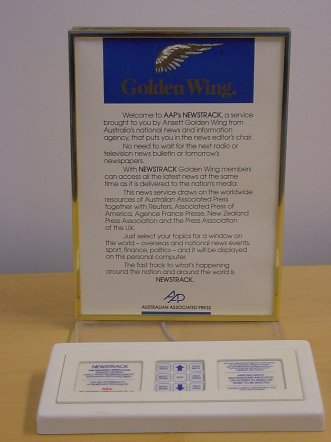 Golden Wing.
Welcome to AAP's NEWSTRACK, a service
brought to you by Ansett Golden Wing from
Australia's national news and information
agency, that puts you in the news editor's chair.
No need to wait for the next radio or
television news bulletin or tomorrow's
newspapers.
With NEWSTRACK Golden Wing members
can access all the latest news at the same
time as it is delivered to the nation's media.
This news service draws on the worldwide
resources of Australian Associated Press
together with Reuters, Associated Press of
America, Agence France Presse, New Zealand
Press Association and the Press Association
of the U.K.
Just select your topics for a window on
the world – overseas and national news events,
sport, finance, politics – and it will be displayed
on this personal computer.
The fast track to what's happening
around the nation and around the world is
NEWSTRACK.
AAP
AUSTRALIAN ASSOCIATED PRESS
NEWSTRACK